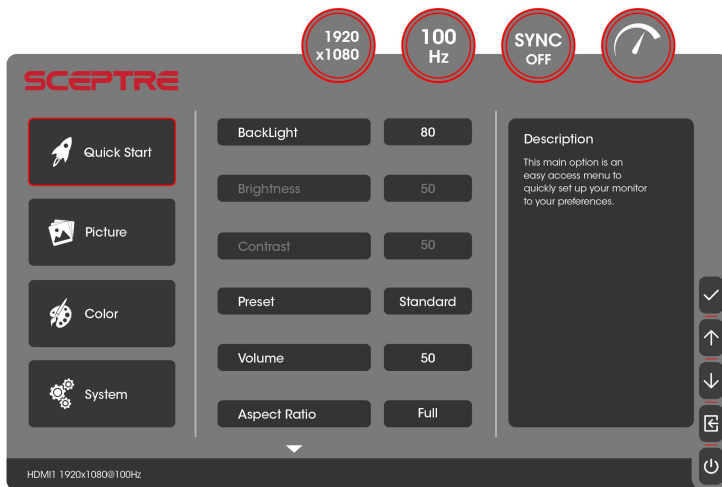 1920
x1080
100
Hz
SYNC
OFF
SCEPTRE
Quick Start
Picture
Color
System
BackLight 80
Brightness 50
Contrast 50
Preset Standard
Volume 50
Aspect Ratio Full
Description
This main option is an
easy access menu to
quickly set up your monitor
to your preferences.
HDMI1 1920x1080@100Hz